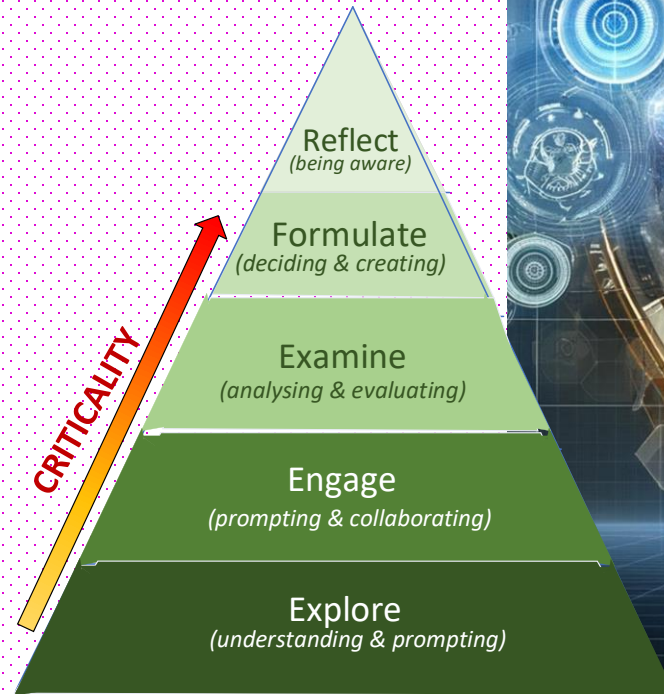 Reflect
(being aware)
Formulate
(deciding & creating)
CRITICALITY
Examine
(analysing & evaluating)
Engage
(prompting & collaborating)
Explore
(understanding & prompting)